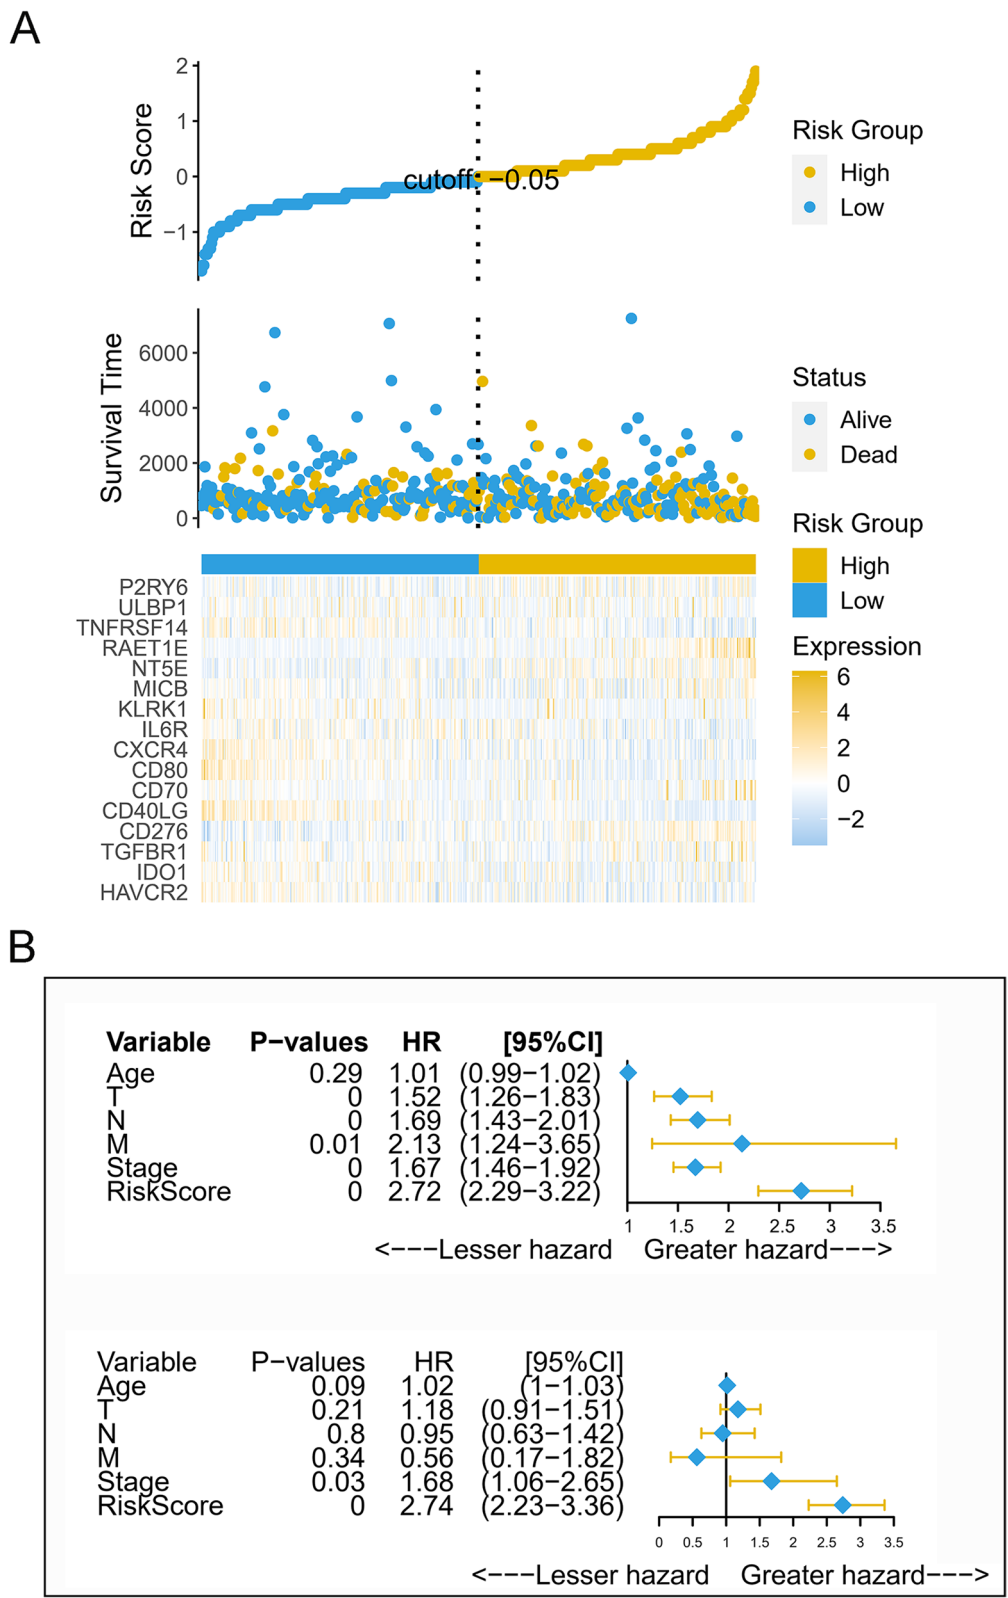 A
Risk Score
2
1
0
−1
cutoff: −0.05
Risk Group
High
Low
Survival Time
6000
4000
2000
0
Status
Alive
Dead
Risk Group
High
Low
P2RY6
ULBP1
TNFRSF14
RAET1E
NT5E
MICB
KLRK1
IL6R
CXCR4
CD80
CD70
CD40LG
CD276
TGFBR1
IDO1
HAVCR2
Expression
6
4
2
0
−2
B
Variable P−values HR [95%CI]
Age 0.29 1.01 (0.99−1.02)
T 0 1.52 (1.26−1.83)
N 0 1.69 (1.43−2.01)
M 0.01 2.13 (1.24−3.65)
Stage 0 1.67 (1.46−1.92)
RiskScore 0 2.72 (2.29−3.22)
1 1.5 2 2.5 3 3.5
<−−−Lesser hazard Greater hazard−−−>
Variable P−values HR [95%CI]
Age 0.09 1.02 (1−1.03)
T 0.21 1.18 (0.91−1.51)
N 0.8 0.95 (0.63−1.42)
M 0.34 0.56 (0.17−1.82)
Stage 0.03 1.68 (1.06−2.65)
RiskScore 0 2.74 (2.23−3.36)
0 0.5 1 1.5 2 2.5 3 3.5
<−−−Lesser hazard Greater hazard−−−>